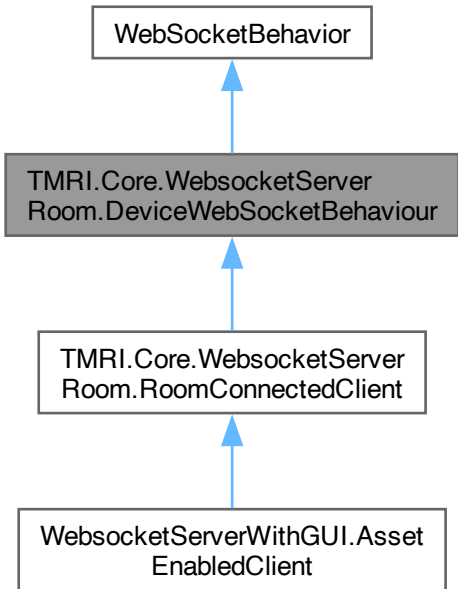 WebSocketBehavior
TMRI.Core.WebsocketServer
Room.DeviceWebSocketBehaviour
TMRI.Core.WebsocketServer
Room.RoomConnectedClient
WebsocketServerWithGUI.Asset
EnabledClient